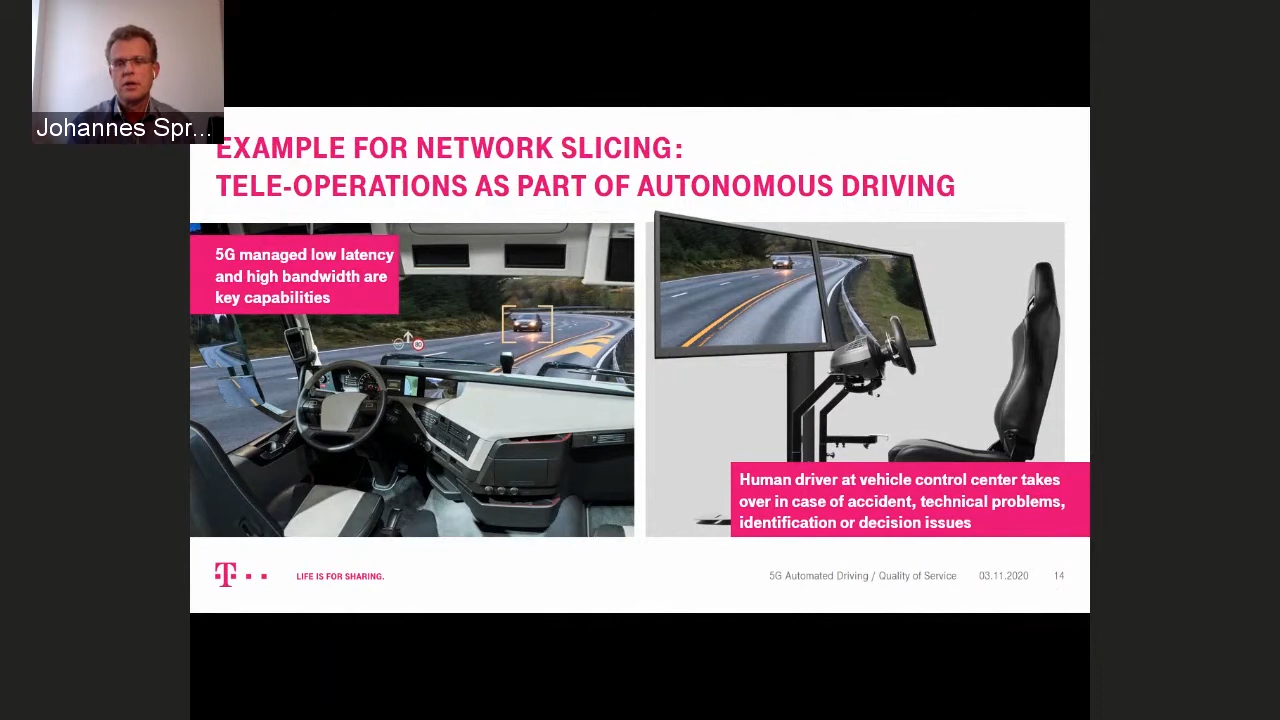 Johannes Spr...
EXAMPLE FOR NETWORK SLICING:
TELE-OPERATIONS AS PART OF AUTONOMOUS DRIVING
5G managed low latency
and high bandwidth are
key capabilities
80
Human driver at vehicle control center takes
over in case of accident, technical problems,
identification or decision issues
T
LIFE IS FOR SHARING.
5G Automated Driving / Quality of Service 03.11.2020 14